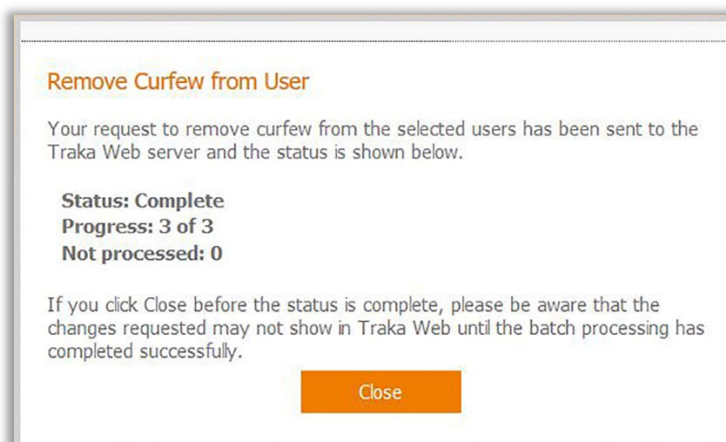 Remove Curfew from User
Your request to remove curfew from the selected users has been sent to the
Traka Web server and the status is shown below.
Status: Complete
Progress: 3 of 3
Not processed: 0
If you click Close before the status is complete, please be aware that the
changes requested may not show in Traka Web until the batch processing has
completed successfully.
Close